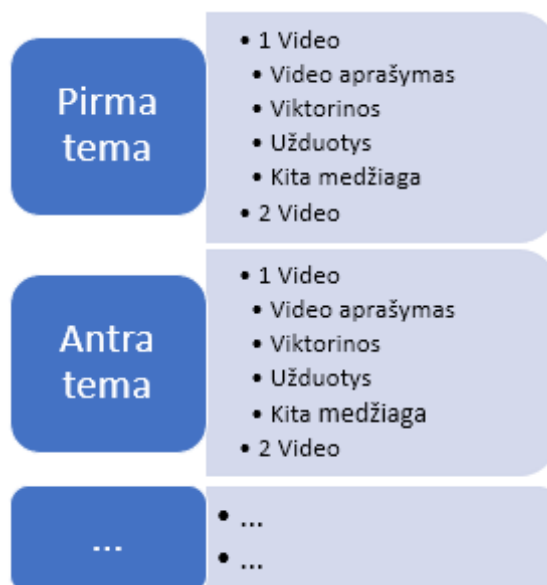 Pirma
tema
• 1 Video
• Video aprašymas
• Viktorinos
• Užduotys
• Kita medžiaga
• 2 Video
Antra
tema
• 1 Video
• Video aprašymas
• Viktorinos
• Užduotys
• Kita medžiaga
• 2 Video
...
• ...
• ...